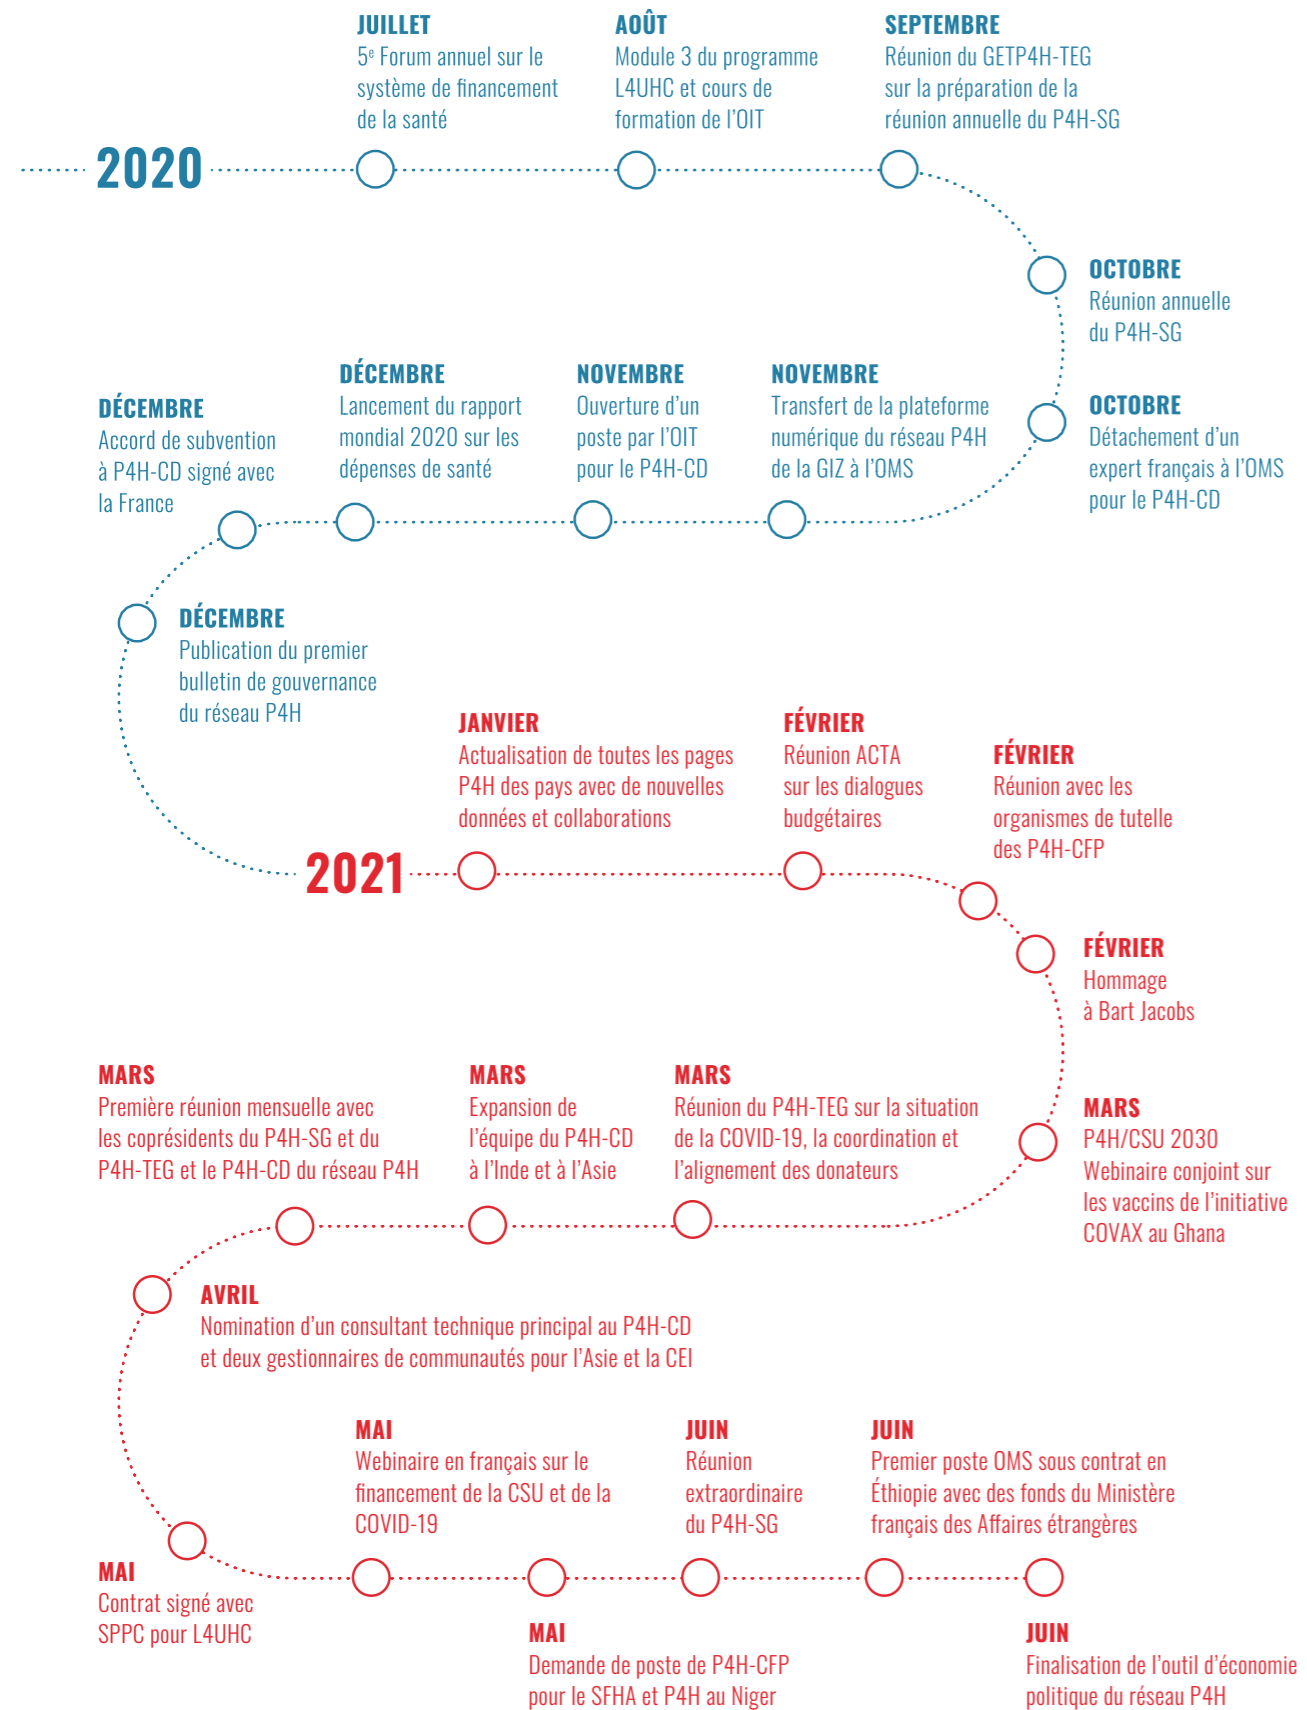 2020
JUILLET
5e Forum annuel sur le
système de financement
de la santé
AOÛT
Module 3 du programme
L4UHC et cours de
formation de l'OIT
SEPTEMBRE
Réunion du GETP4H-TEG
sur la préparation de la
réunion annuelle du P4H-SG
OCTOBRE
Réunion annuelle
du P4H-SG
OCTOBRE
Détachement d'un
expert français à l'OMS
pour le P4H-CD
NOVEMBRE
Transfert de la plateforme
numérique du réseau P4H
de la GIZ à l'OMS
NOVEMBRE
Ouverture d'un
poste par l'OIT
pour le P4H-CD
DÉCEMBRE
Lancement du rapport
mondial 2020 sur les
dépenses de santé
DÉCEMBRE
Accord de subvention
à P4H-CD signé avec
la France
DÉCEMBRE
Publication du premier
bulletin de gouvernance
du réseau P4H
2021
JANVIER
Actualisation de toutes les pages
P4H des pays avec de nouvelles
données et collaborations
FÉVRIER
Réunion ACTA
sur les dialogues
budgétaires
FÉVRIER
Réunion avec les
organismes de tutelle
des P4H-CFP
FÉVRIER
Hommage
à Bart Jacobs
MARS
P4H/CSU 2030
Webinaire conjoint sur
les vaccins de l'initiative
COVAX au Ghana
MARS
Réunion du P4H-TEG sur la situation
de la COVID-19, la coordination et
l'alignement des donateurs
MARS
Expansion de
l'équipe du P4H-CD
à l'Inde et à l'Asie
MARS
Première réunion mensuelle avec
les coprésidents du P4H-SG et du
P4H-TEG et le P4H-CD du réseau P4H
AVRIL
Nomination d'un consultant technique principal au P4H-CD
et deux gestionnaires de communautés pour l'Asie et la CEI
MAI
Contrat signé avec
SPPC pour L4UHC
MAI
Webinaire en français sur le
financement de la CSU et de la
COVID-19
MAI
Demande de poste de P4H-CFP
pour le SFHA et P4H au Niger
JUIN
Réunion
extraordinaire
du P4H-SG
JUIN
Premier poste OMS sous contrat en
Éthiopie avec des fonds du Ministère
français des Affaires étrangères
JUIN
Finalisation de l'outil d'économie
politique du réseau P4H